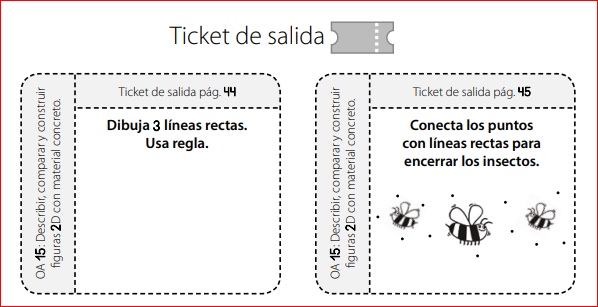 Ticket de salida
OA 15: Describir, comparar y construir
figuras 2D con material concreto.
Ticket de salida pág. 44
Dibuja 3 líneas rectas.
Usa regla.
OA 15: Describir, comparar y construir
figuras 2D con material concreto.
Ticket de salida pág. 45
Conecta los puntos
con líneas rectas para
encerrar los insectos.